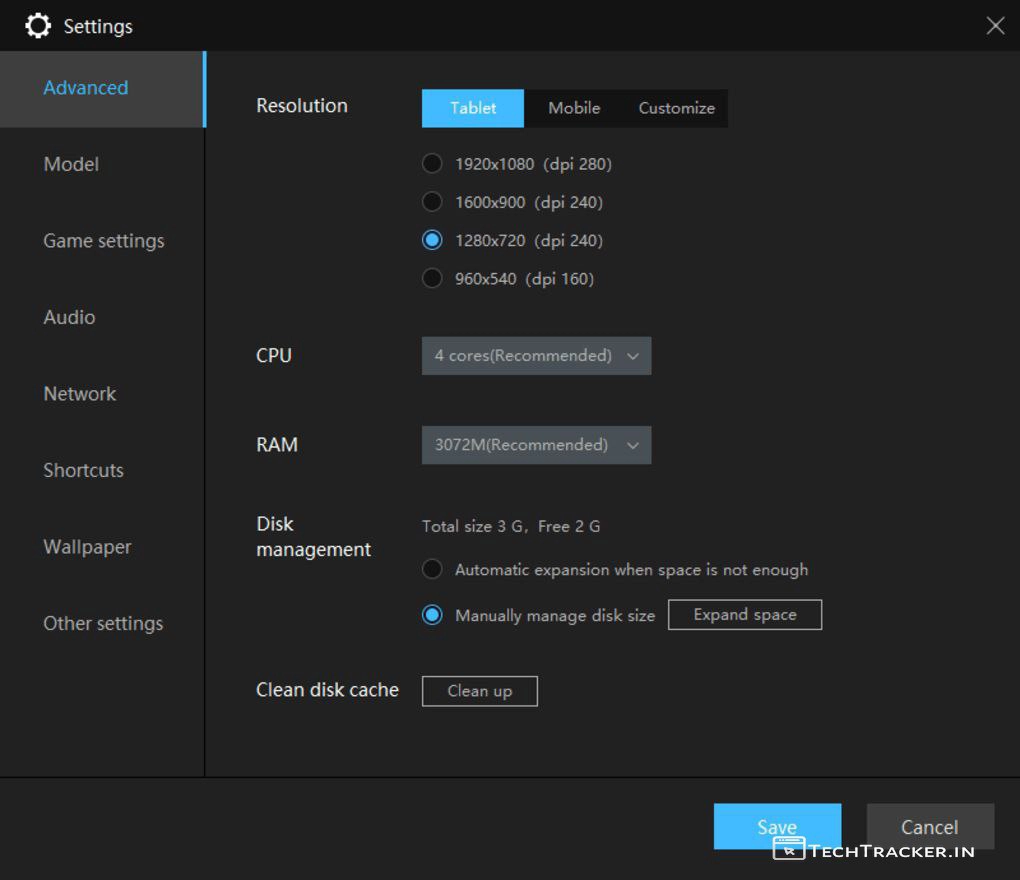 Settings
Advanced
Model
Game settings
Audio
Network
Shortcuts
Wallpaper
Other settings
Resolution
Tablet Mobile Customize
1920x1080 (dpi 280)
1600x900 (dpi 240)
1280x720 (dpi 240)
960x540 (dpi 160)
CPU
4 cores(Recommended)
RAM
3072M(Recommended)
Disk
management
Total size 3 G, Free 2 G
Automatic expansion when space is not enough
Manually manage disk size Expand space
Clean disk cache Clean up
Save Cancel
TECHTRACKER.IN